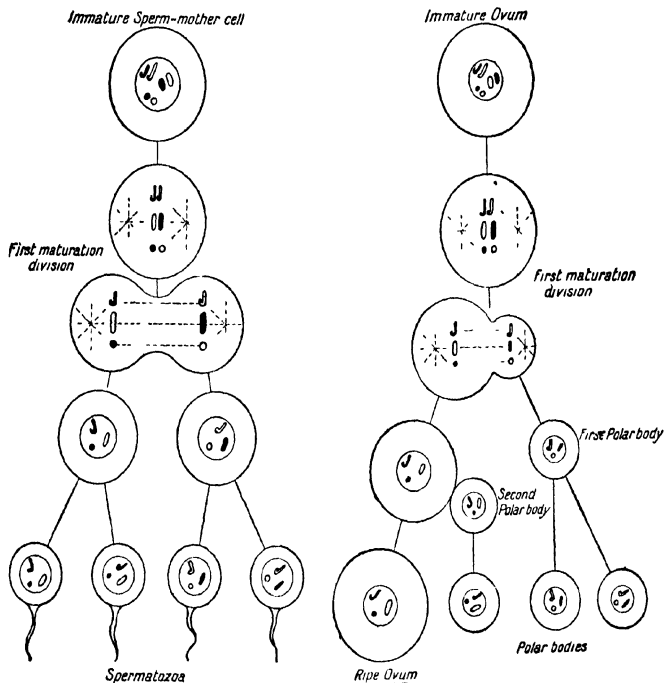 Immature Sperm-mother cell
Immature Ovum
First maturation
division
First maturation
division
First Polar body
Second
Polar body
Polar bodies
Spermatozoa
Ripe Ovum